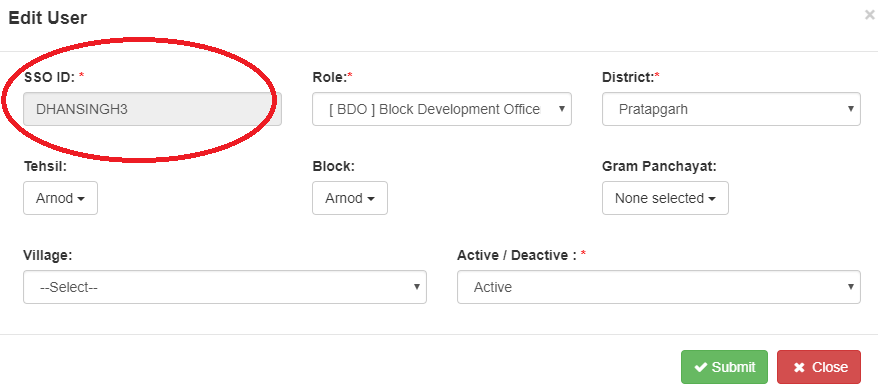 Edit User
×
SSO ID: * Role:* District:*
DHANSINGH3 [ BDO ] Block Development Office Pratapgarh
Tehsil: Block: Gram Panchayat:
Arnod Arnod None selected
Village: Active / Deactive : *
--Select-- Active
Submit Close